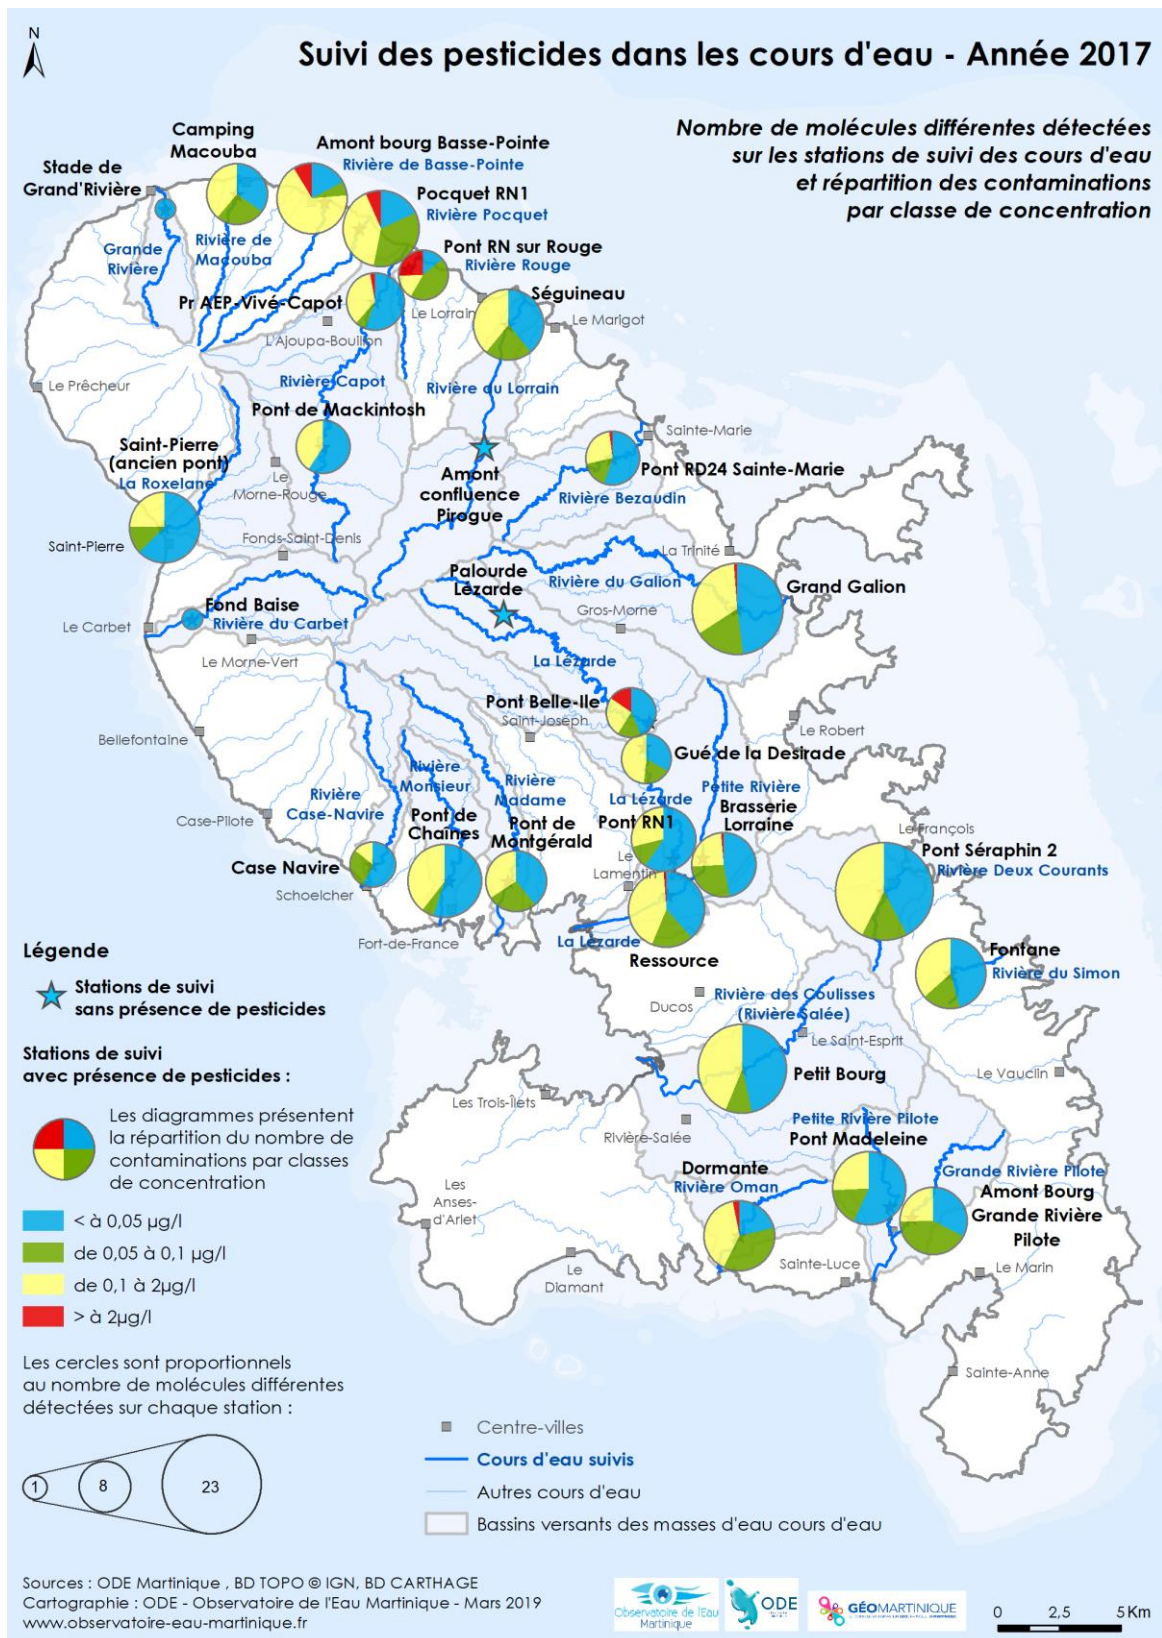 N
Suivi des pesticides dans les cours d'eau - Année 2017
Nombre de molécules différentes détectées
sur les stations de suivi des cours d'eau
et répartition des contaminations
par classe de concentration
Camping
Macouba
Amont bourg Basse-Pointe
Rivière de Basse-Pointe
Stade de
Grand'Rivière
Pocquet RN1
Rivière Pocquet
Grande
Rivière
Rivière de
Macouba
Pont RN sur Rouge
Rivière Rouge
Pr AEP-Vivé-Capot
Le Lorrain
Séguineau
Le Marigot
L'Ajoupa-Bouillon
Le Prêcheur
Rivière Capot
Rivière du Lorrain
Pont de Mackintosh
Sainte-Marie
Saint-Pierre
(ancien pont)
La Roxelane
Le
Morne-Rouge
Amont
confluence
Pirogue
Pont RD24 Sainte-Marie
Rivière Bezaudin
Saint-Pierre
Fonds-Saint-Denis
La Trinité
Palourde
Lézarde
Rivière du Galion
Grand Galion
Fond Baise
Rivière du Carbet
Gros-Morne
Le Carbet
Le Morne-Vert
La Lézarde
Pont Belle-Ile
Saint-Joseph
Le Robert
Bellefontaine
Gué de la Desirade
Rivière
Monsieur
Rivière
Madame
Petite Rivière
Rivière
Case-Navire
La Lézarde
Case-Pilote
Pont de
Chaînes
Pont de
Montgérald
Pont RN1
Brasserie
Lorraine
Le François
Pont Séraphin 2
Rivière Deux Courants
Case Navire
Schoelcher
Le
Lamentin
Fort-de-France
La Lézarde
Ressource
Fontane
Rivière du Simon
Ducos
Rivière des Coulisses
(Rivière Salée)
Le Saint-Esprit
Petit Bourg
Le Vauclin
Les Trois-Îlets
Rivière-Salée
Petite Rivière Pilote
Pont Madeleine
Dormante
Rivière Oman
Grande Rivière Pilote
Amont Bourg
Grande Rivière
Pilote
Les
Anses-
d'Arlet
Le
Diamant
Sainte-Luce
Le Marin
Sainte-Anne
Légende
Stations de suivi
sans présence de pesticides
Stations de suivi
avec présence de pesticides :
Les diagrammes présentent
la répartition du nombre de
contaminations par classes
de concentration
< à 0,05 µg/l
de 0,05 à 0,1 µg/l
de 0,1 à 2µg/l
> à 2µg/l
Les cercles sont proportionnels
au nombre de molécules différentes
détectées sur chaque station :
1
8
23
Centre-villes
Cours d'eau suivis
Autres cours d'eau
Bassins versants des masses d'eau cours d'eau
Sources : ODE Martinique , BD TOPO © IGN, BD CARTHAGE
Cartographie : ODE - Observatoire de l'Eau Martinique - Mars 2019
www.observatoire-eau-martinique.fr
Observatoire de l'Eau
Martinique
ODE
GÉOMARTINIQUE
0 2,5 5 Km